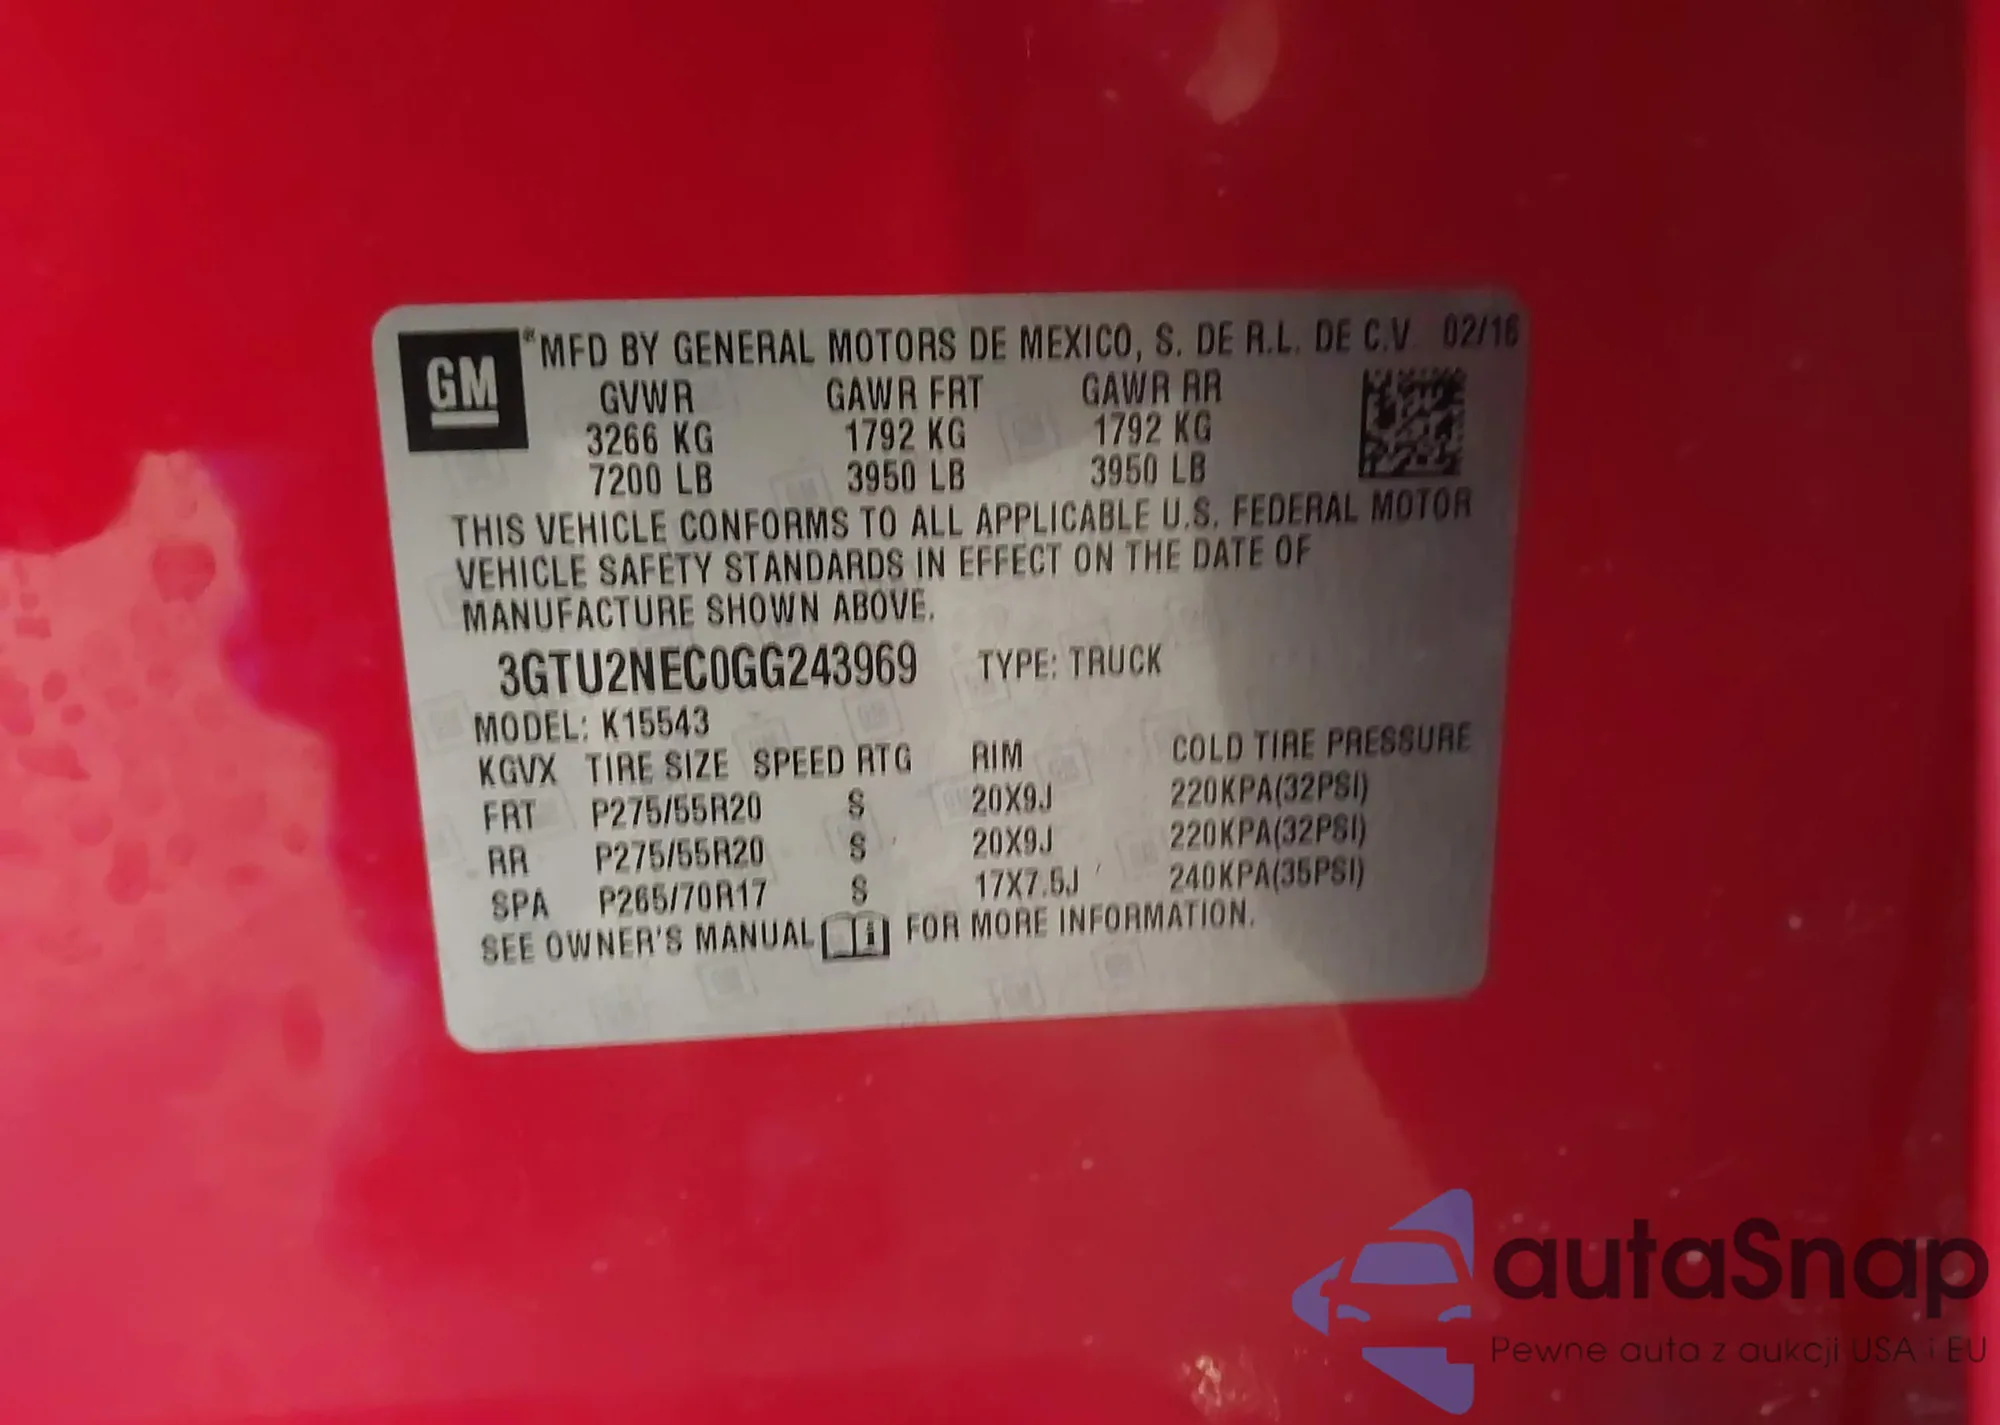 GM
®MFD BY GENERAL MOTORS DE MEXICO, S. DE R.L. DE C.V 02/16
GVWR GAWR FRT GAWR RR
3266 KG 1792 KG 1792 KG
7200 LB 3950 LB 3950 LB
THIS VEHICLE CONFORMS TO ALL APPLICABLE U.S. FEDERAL MOTOR
VEHICLE SAFETY STANDARDS IN EFFECT ON THE DATE OF
MANUFACTURE SHOWN ABOVE.
3GTU2NEC0GG243969 TYPE: TRUCK
MODEL: K15543
KGVX TIRE SIZE SPEED RTG RIM COLD TIRE PRESSURE
FRT P275/55R20 S 20X9J 220KPA(32PSI)
RR P275/55R20 S 20X9J 220KPA(32PSI)
SPA P265/70R17 S 17X7.5J 240KPA(35PSI)
SEE OWNER'S MANUAL FOR MORE INFORMATION.
autaSnap
Pewne auta z aukcji USA i EU